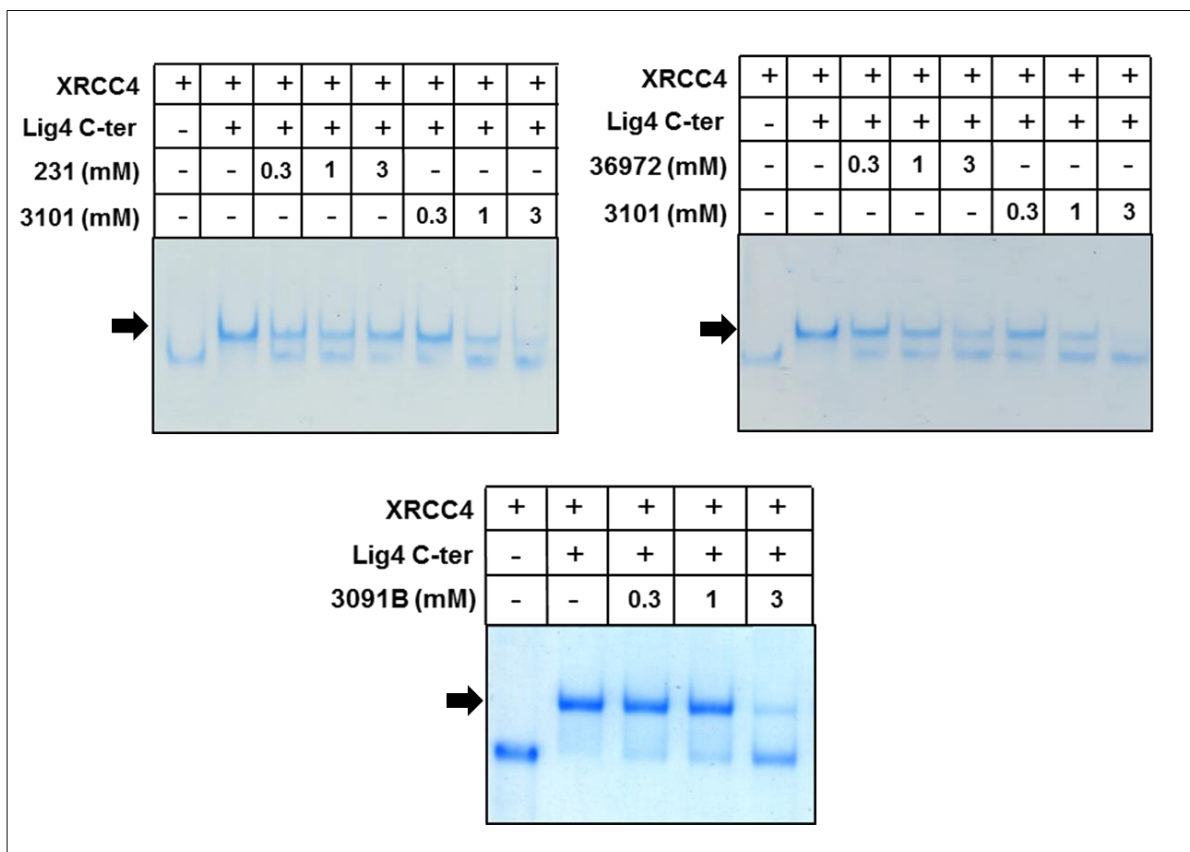 XRCC4 + + + + + + + +
Lig4 C-ter - + + + + + + +
231 (mM) - - 0.3 1 3 - - -
3101 (mM) - - - - - 0.3 1 3
XRCC4 + + + + + + + +
Lig4 C-ter - + + + + + + +
36972 (mM) - - 0.3 1 3 - - -
3101 (mM) - - - - - 0.3 1 3
XRCC4 + + + + +
Lig4 C-ter - + + + +
3091B (mM) - - 0.3 1 3